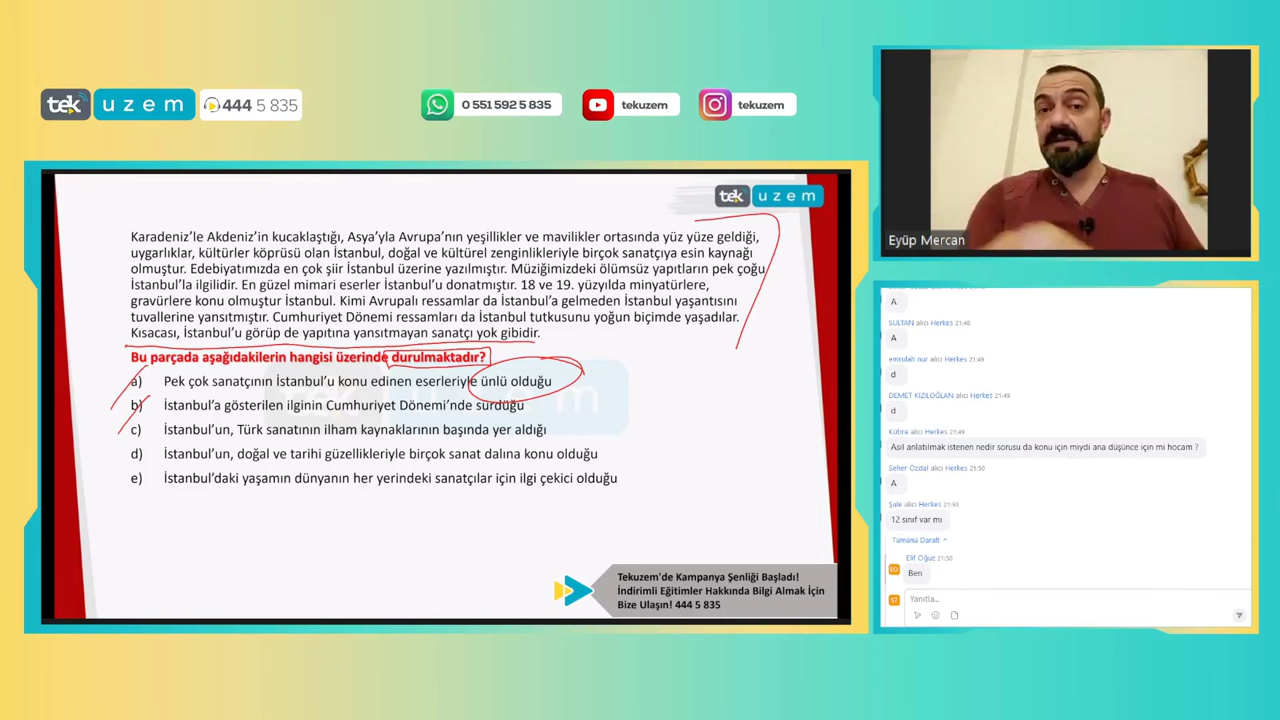 tek uzem 444 5 835
0 551 592 5 835
tekuzem
tekuzem
tek uzem
Karadeniz'le Akdeniz'in kucaklaştığı, Asya'yla Avrupa'nın yeşillikler ve mavilikler ortasında yüz yüze geldiği,
uygarlıklar, kültürler köprüsü olan İstanbul, doğal ve kültürel zenginlikleriyle birçok sanatçıya esin kaynağı
olmuştur. Edebiyatımızda en çok şiir İstanbul üzerine yazılmıştır. Müziğimizdeki ölümsüz yapıtların pek çoğu
İstanbul'la ilgilidir. En güzel mimari eserler İstanbul'u donatmıştır. 18 ve 19. yüzyılda minyatürlere,
gravürlere konu olmuştur İstanbul. Kimi Avrupalı ressamlar da İstanbul'a gelmeden İstanbul yaşantısını
tuvallerine yansıtmıştır. Cumhuriyet Dönemi ressamları da İstanbul tutkusunu yoğun biçimde yaşadılar.
Kısacası, İstanbul'u görüp de yapıtına yansıtmayan sanatçı yok gibidir.
Bu parçada aşağıdakilerin hangisi üzerinde durulmaktadır?
a) Pek çok sanatçının İstanbul'u konu edinen eserleriyle ünlü olduğu
b) İstanbul'a gösterilen ilginin Cumhuriyet Dönemi'nde sürdüğü
c) İstanbul'un, Türk sanatının ilham kaynaklarının başında yer aldığı
d) İstanbul'un, doğal ve tarihi güzellikleriyle birçok sanat dalına konu olduğu
e) İstanbul'daki yaşamın dünyanın her yerindeki sanatçılar için ilgi çekici olduğu
Tekuzem'de Kampanya Şenliği Başladı!
İndirimli Eğitimler Hakkında Bilgi Almak İçin
Bize Ulaşın! 444 5 835
Eyüp Mercan
A
SULTAN alıcı Herkes 21:48
A
emrulah nur alıcı Herkes 21:49
d
DEMET KIZILOĞLAN alıcı Herkes 21:49
d
Kübra alıcı Herkes 21:49
Asıl anlatılmak istenen nedir sorusu da konu için miydi ana düşünce için mi hocam ?
Seher Özdal alıcı Herkes 21:50
A
Şule alıcı Herkes 21:50
12 sınıf var mı
Tümünü Daralt
Elif Oğuz 21:50
Ben
Yanıtla...